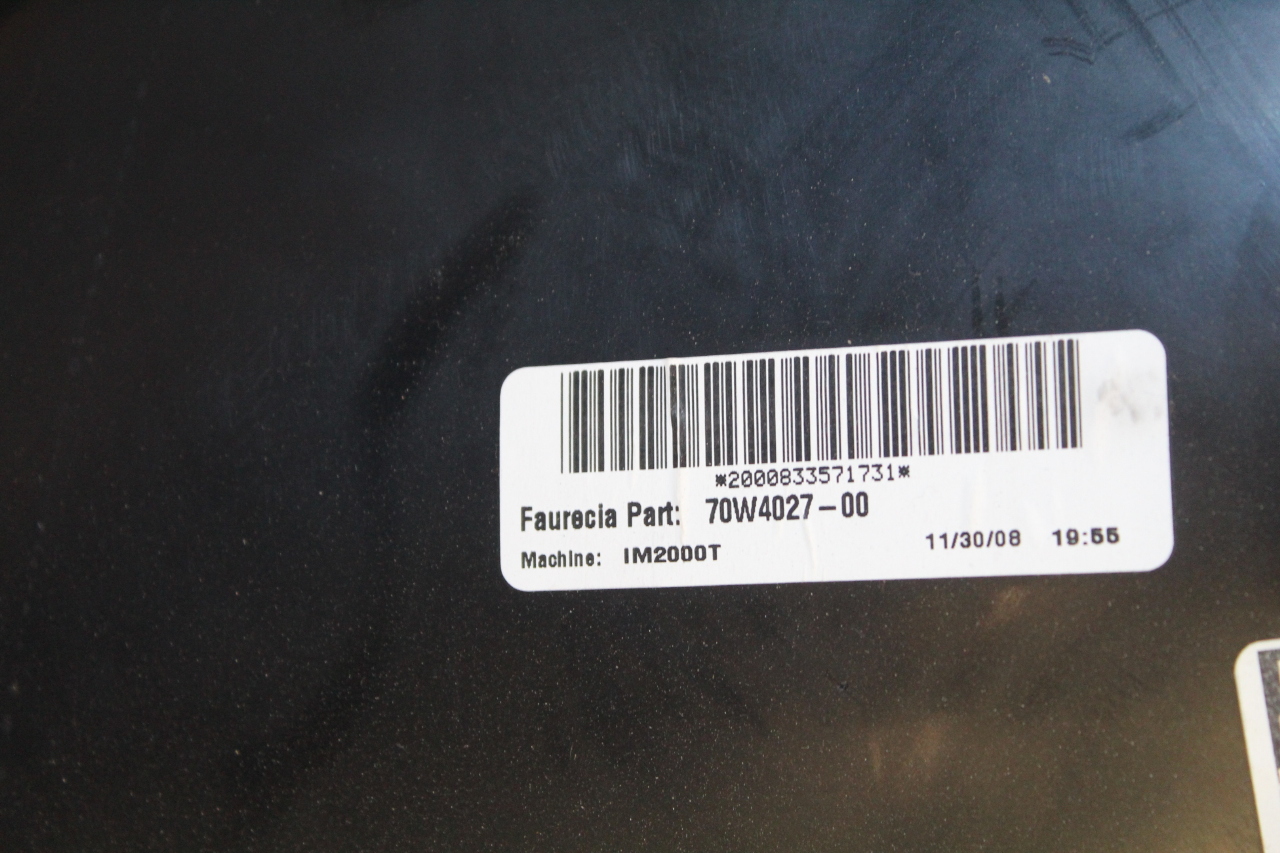 *2000833571731*
Faurecia Part: 70W4027-00
Machine: IM2000T 11/30/08 19:55